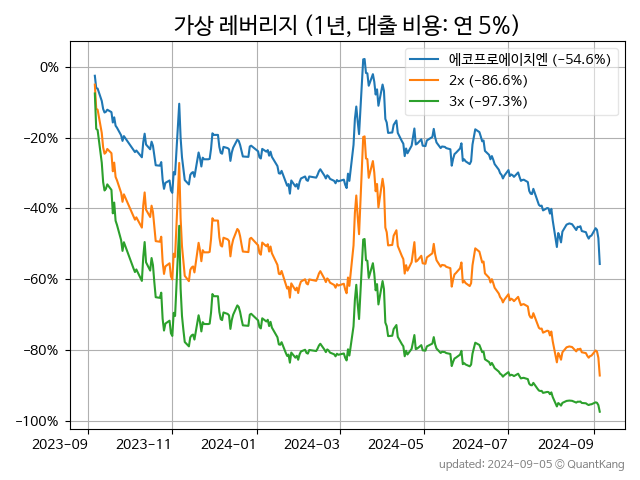 가상 레버리지 (1년, 대출 비용: 연 5%)
에코프로에이치엔 (−54.6%)
2x (−86.6%)
3x (−97.3%)
0%
−20%
−40%
−60%
−80%
−100%
2023-09 2023-11 2024-01 2024-03 2024-05 2024-07 2024-09
updated: 2024-09-05 © QuantKang